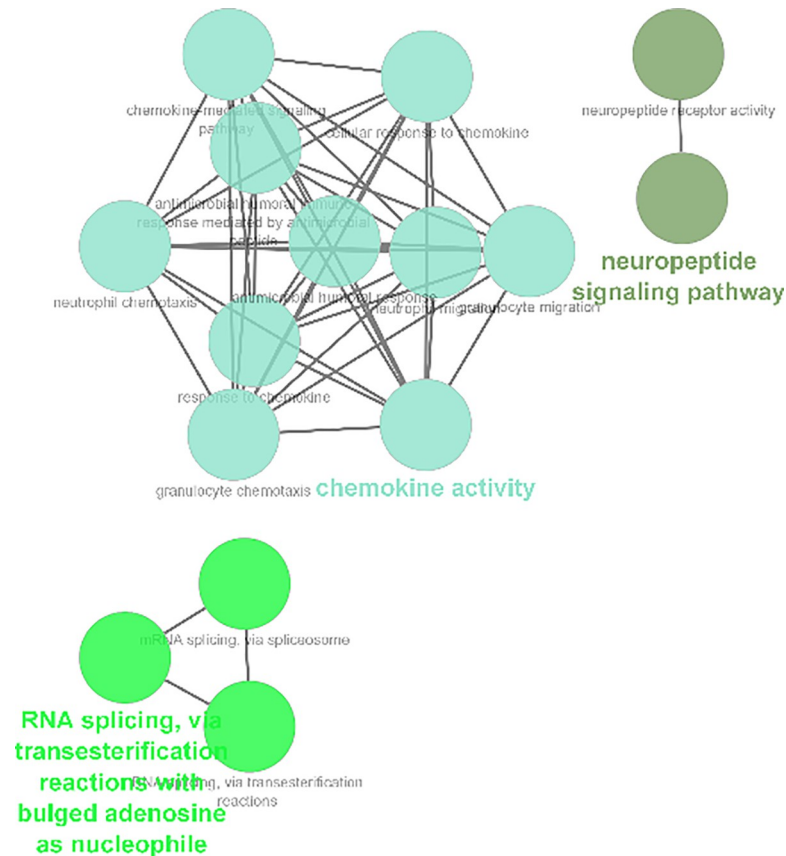 chemokine-mediated signaling
pathway
cellular response to chemokine
neuropeptide receptor activity
antimicrobial humoral immune
response mediated by antimicrobial
peptide
neuropeptide
signaling pathway
neutrophil chemotaxis
antimicrobial humoral response
neutrophil migration
granulocyte migration
response to chemokine
granulocyte chemotaxis
chemokine activity
mRNA splicing, via spliceosome
RNA splicing, via
transesterification
reactions with
bulged adenosine
as nucleophile
RNA splicing, via transesterification
reactions